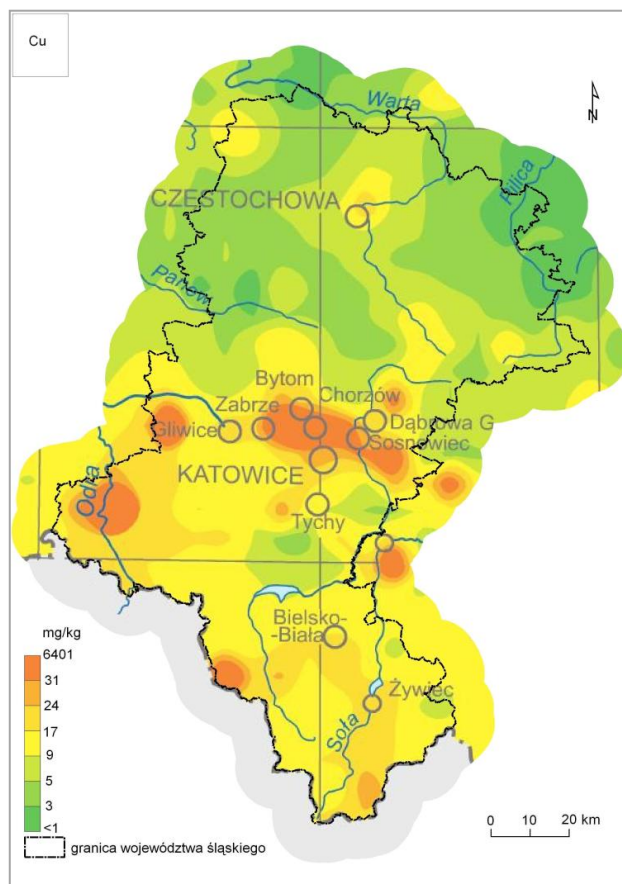 Cu
Warta
N
Pilica
CZĘSTOCHOWA
Panew
Bytom
Chorzów
Zabrze
Dąbrowa G
Gliwice
Sosnowiec
KATOWICE
Odra
Tychy
Bielsko-
-Biała
Żywiec
Soła
mg/kg
6401
31
24
17
9
5
3
<1
granica województwa śląskiego
0 10 20 km